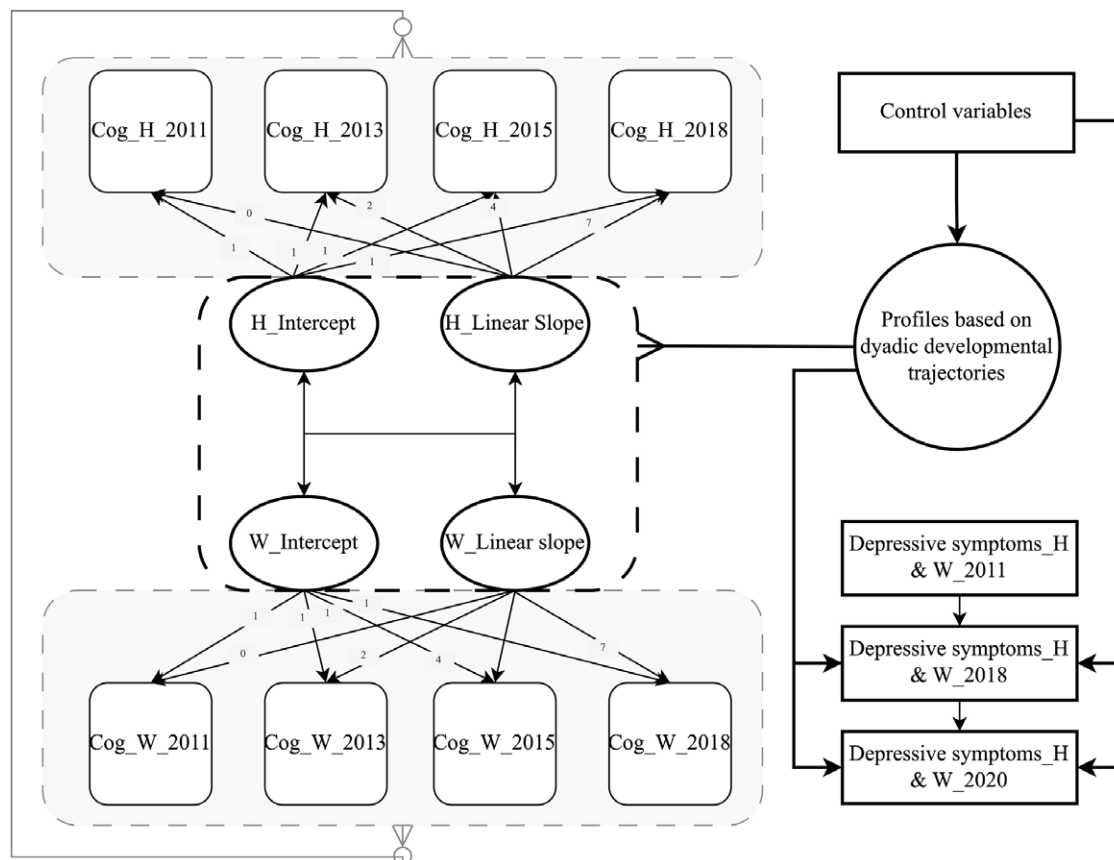 Cog_H_2011
Cog_H_2013
Cog_H_2015
Cog_H_2018
0
2
4
7
1
1
1
1
H_Intercept
H_Linear Slope
W_Intercept
W_Linear slope
1
1
1
1
0
2
4
7
Cog_W_2011
Cog_W_2013
Cog_W_2015
Cog_W_2018
Control variables
Profiles based on
dyadic developmental
trajectories
Depressive symptoms_H
& W_2011
Depressive symptoms_H
& W_2018
Depressive symptoms_H
& W_2020